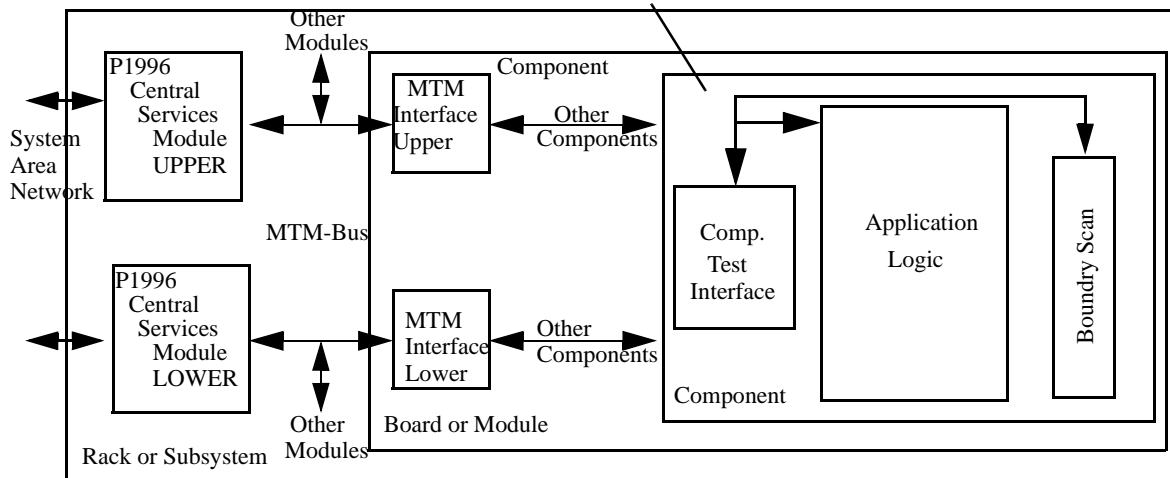 Other
Modules
P1996
Central
Services
Module
UPPER
System
Area
Network
Component
MTM
Interface
Upper
Other
Components
MTM-Bus
Comp.
Test
Interface
Application
Logic
Boundry Scan
P1996
Central
Services
Module
LOWER
MTM
Interface
Lower
Other
Components
Component
Other
Modules
Board or Module
Rack or Subsystem